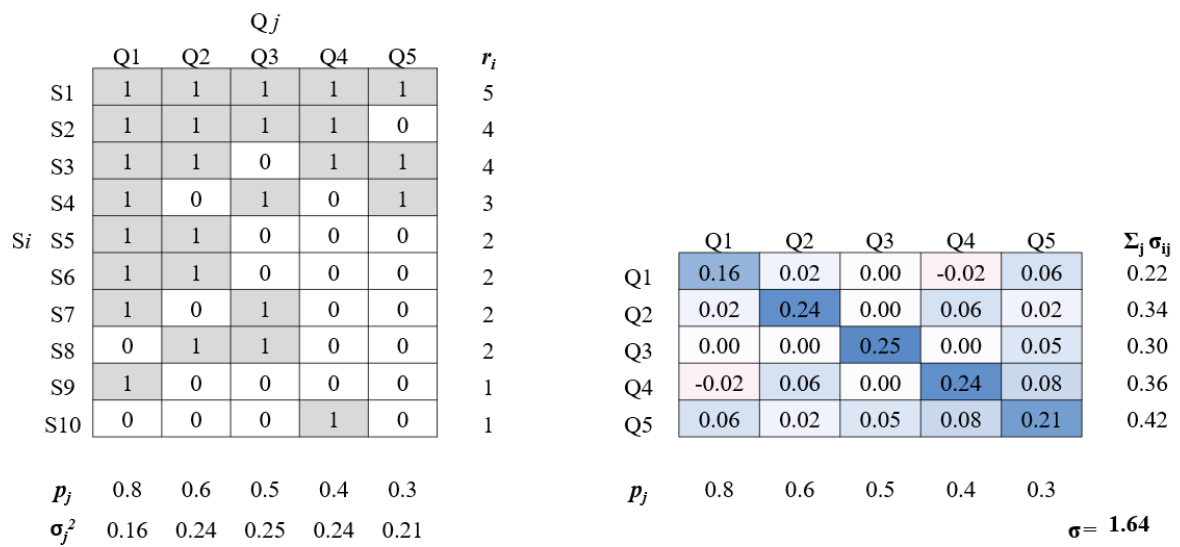 Q j
Q1 Q2 Q3 Q4 Q5 r_i
S1 1 1 1 1 1 5
S2 1 1 1 1 0 4
S3 1 1 0 1 1 4
S4 1 0 1 0 1 3
Si S5 1 1 0 0 0 2
S6 1 1 0 0 0 2
S7 1 0 1 0 0 2
S8 0 1 1 0 0 2
S9 1 0 0 0 0 1
S10 0 0 0 1 0 1
p_j 0.8 0.6 0.5 0.4 0.3
σ_j² 0.16 0.24 0.25 0.24 0.21
Q1 Q2 Q3 Q4 Q5 Σ_j σ_ij
Q1 0.16 0.02 0.00 -0.02 0.06 0.22
Q2 0.02 0.24 0.00 0.06 0.02 0.34
Q3 0.00 0.00 0.25 0.00 0.05 0.30
Q4 -0.02 0.06 0.00 0.24 0.08 0.36
Q5 0.06 0.02 0.05 0.08 0.21 0.42
p_j 0.8 0.6 0.5 0.4 0.3
σ= 1.64